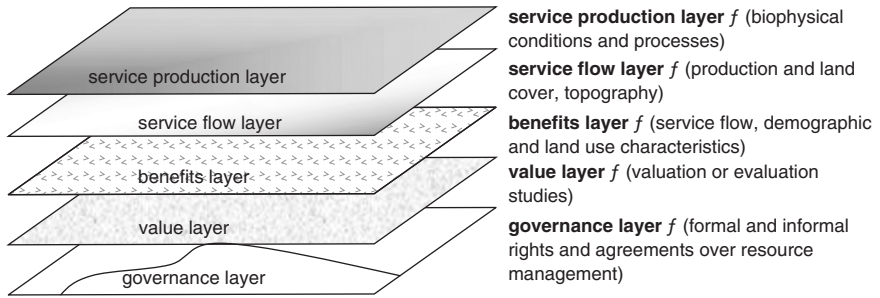 service production layer
service flow layer
benefits layer
value layer
governance layer
service production layer ƒ (biophysical
conditions and processes)
service flow layer ƒ (production and land
cover, topography)
benefits layer ƒ (service flow, demographic
and land use characteristics)
value layer ƒ (valuation or evaluation
studies)
governance layer ƒ (formal and informal
rights and agreements over resource
management)